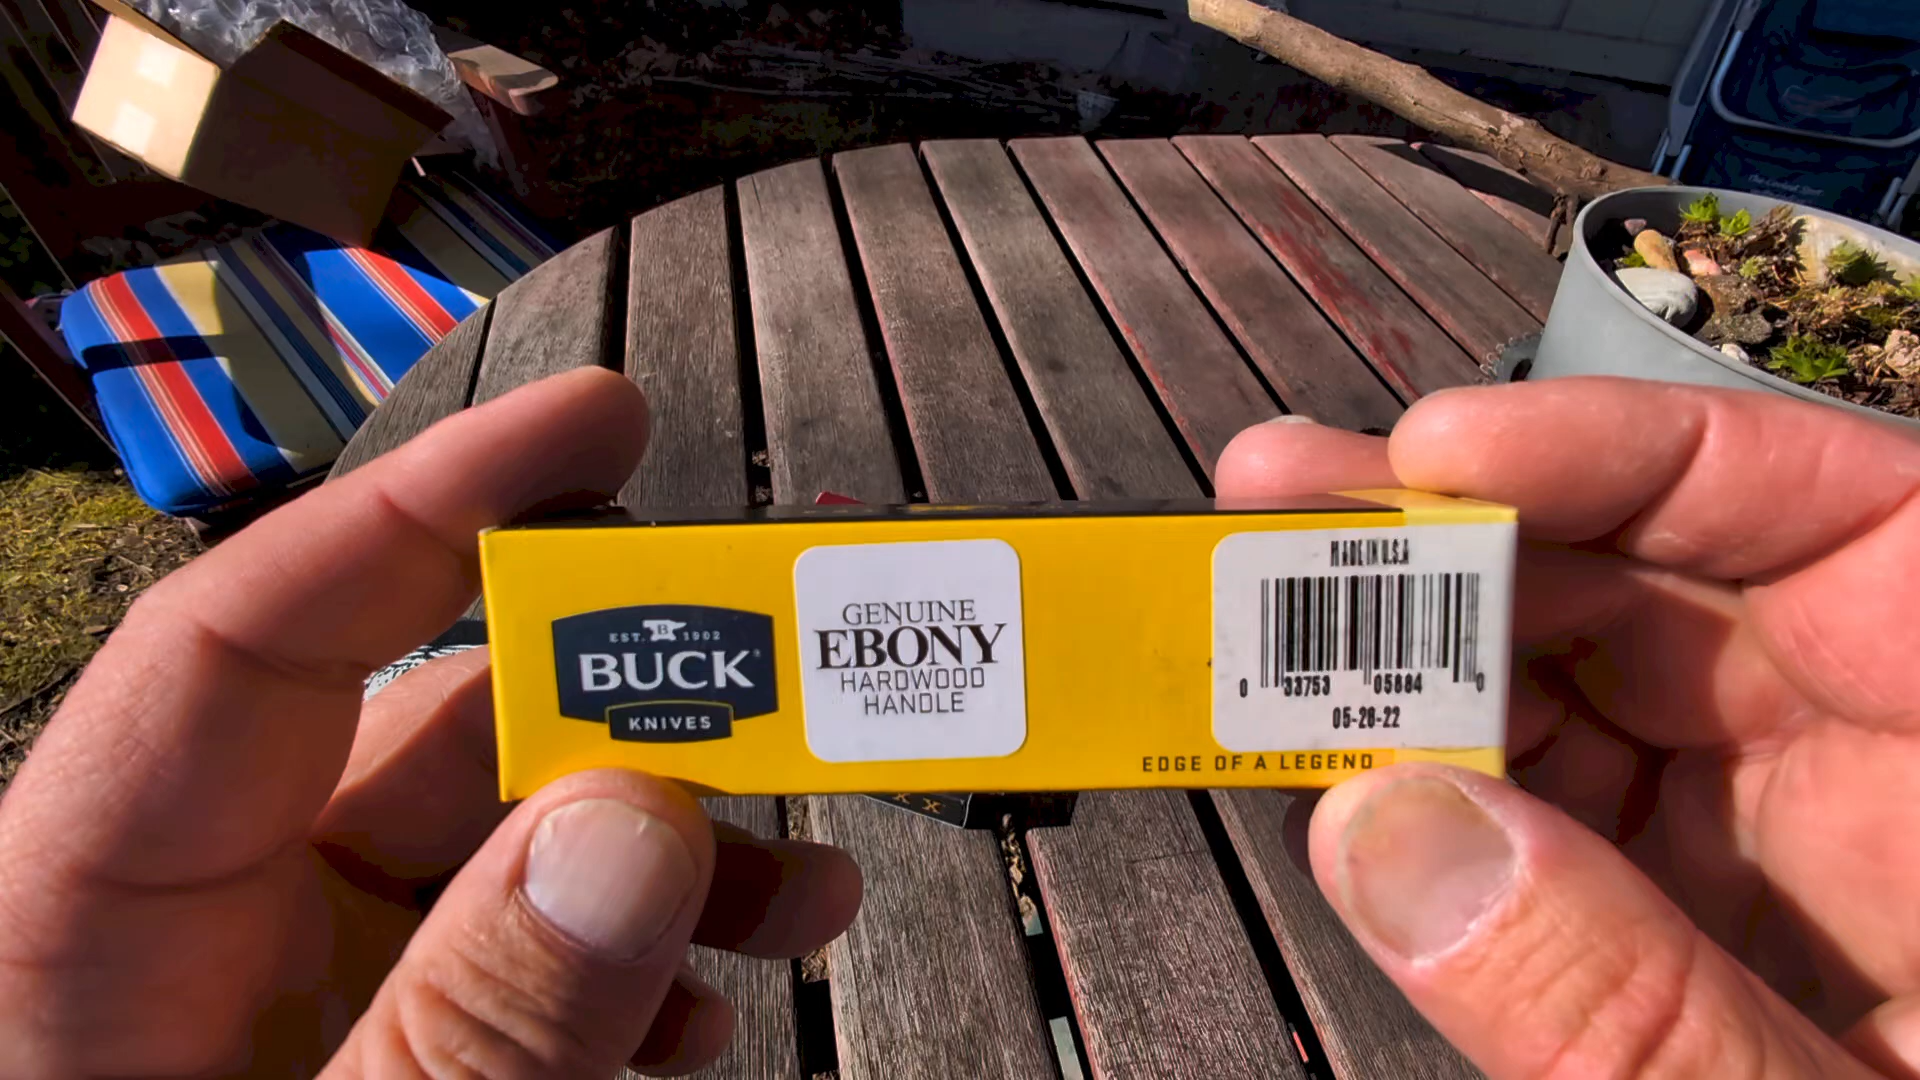 EST. B 1902
BUCK
KNIVES
GENUINE
EBONY
HARDWOOD
HANDLE
MADE IN U.S.A
0 33753 05884 0
05-26-22
EDGE OF A LEGEND
X X